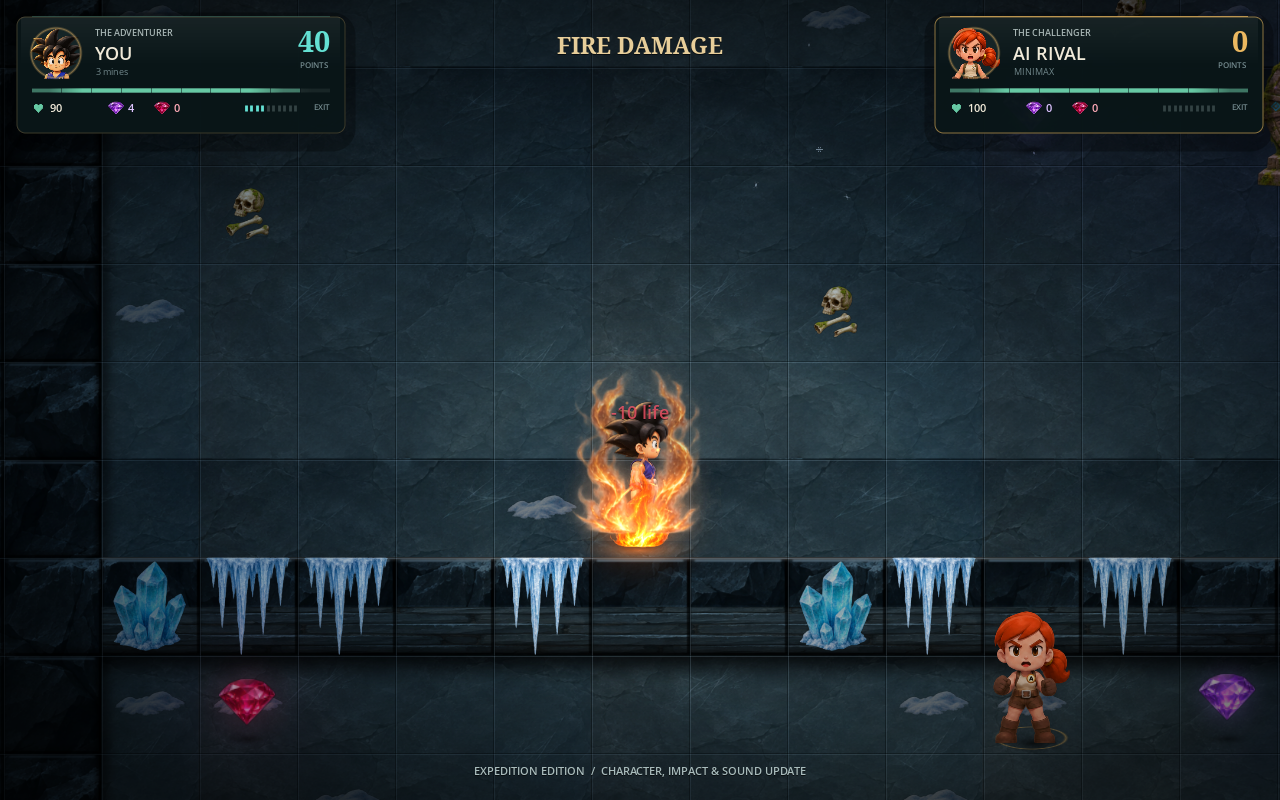 THE ADVENTURER
YOU
3 mines
40
POINTS
90
4
0
EXIT
FIRE DAMAGE
THE CHALLENGER
AI RIVAL
MINIMAX
0
POINTS
100
0
0
EXIT
-10 life
A
EXPEDITION EDITION / CHARACTER, IMPACT & SOUND UPDATE